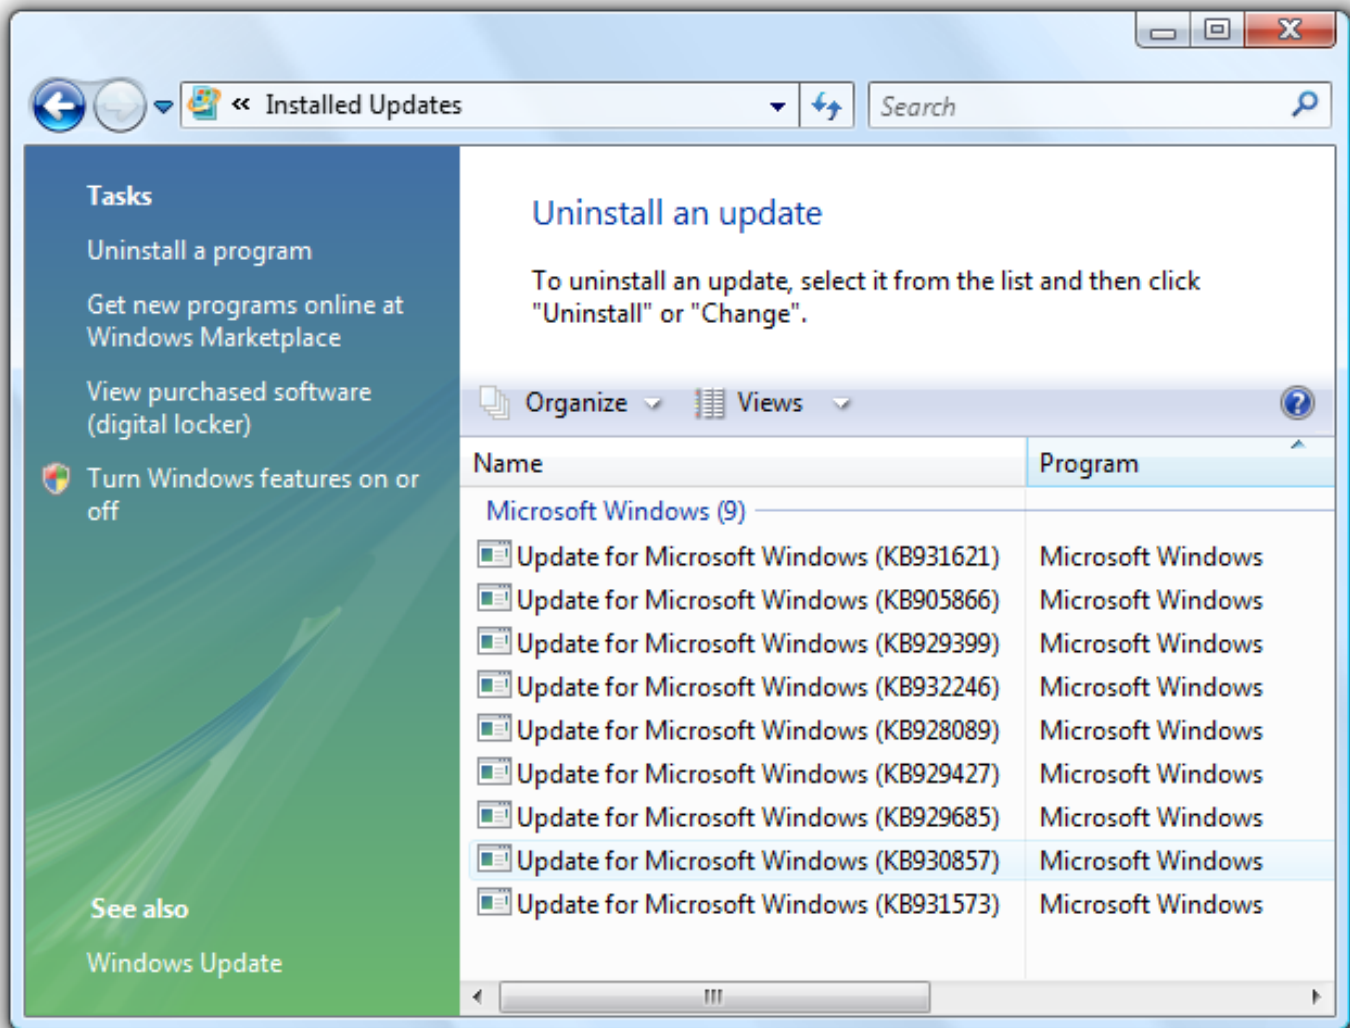 « Installed Updates
Search
Tasks
Uninstall a program
Get new programs online at
Windows Marketplace
View purchased software
(digital locker)
Turn Windows features on or
off
See also
Windows Update
Uninstall an update
To uninstall an update, select it from the list and then click
"Uninstall" or "Change".
Organize Views
Name Program
Microsoft Windows (9)
Update for Microsoft Windows (KB931621) Microsoft Windows
Update for Microsoft Windows (KB905866) Microsoft Windows
Update for Microsoft Windows (KB929399) Microsoft Windows
Update for Microsoft Windows (KB932246) Microsoft Windows
Update for Microsoft Windows (KB928089) Microsoft Windows
Update for Microsoft Windows (KB929427) Microsoft Windows
Update for Microsoft Windows (KB929685) Microsoft Windows
Update for Microsoft Windows (KB930857) Microsoft Windows
Update for Microsoft Windows (KB931573) Microsoft Windows